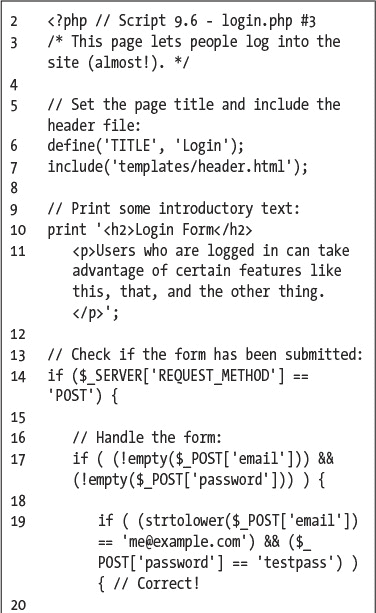 2 <?php // Script 9.6 - login.php #3
3 /* This page lets people log into the
site (almost!). */
4
5 // Set the page title and include the
header file:
6 define('TITLE', 'Login');
7 include('templates/header.html');
8
9 // Print some introductory text:
10 print '<h2>Login Form</h2>
11 <p>Users who are logged in can take
advantage of certain features like
this, that, and the other thing.
</p>';
12
13 // Check if the form has been submitted:
14 if ($_SERVER['REQUEST_METHOD'] ==
'POST') {
15
16 // Handle the form:
17 if ( (!empty($_POST['email'])) &&
(!empty($_POST['password'])) ) {
18
19 if ( (strtolower($_POST['email'])
== 'me@example.com') && ($_
POST['password'] == 'testpass') )
{ // Correct!
20